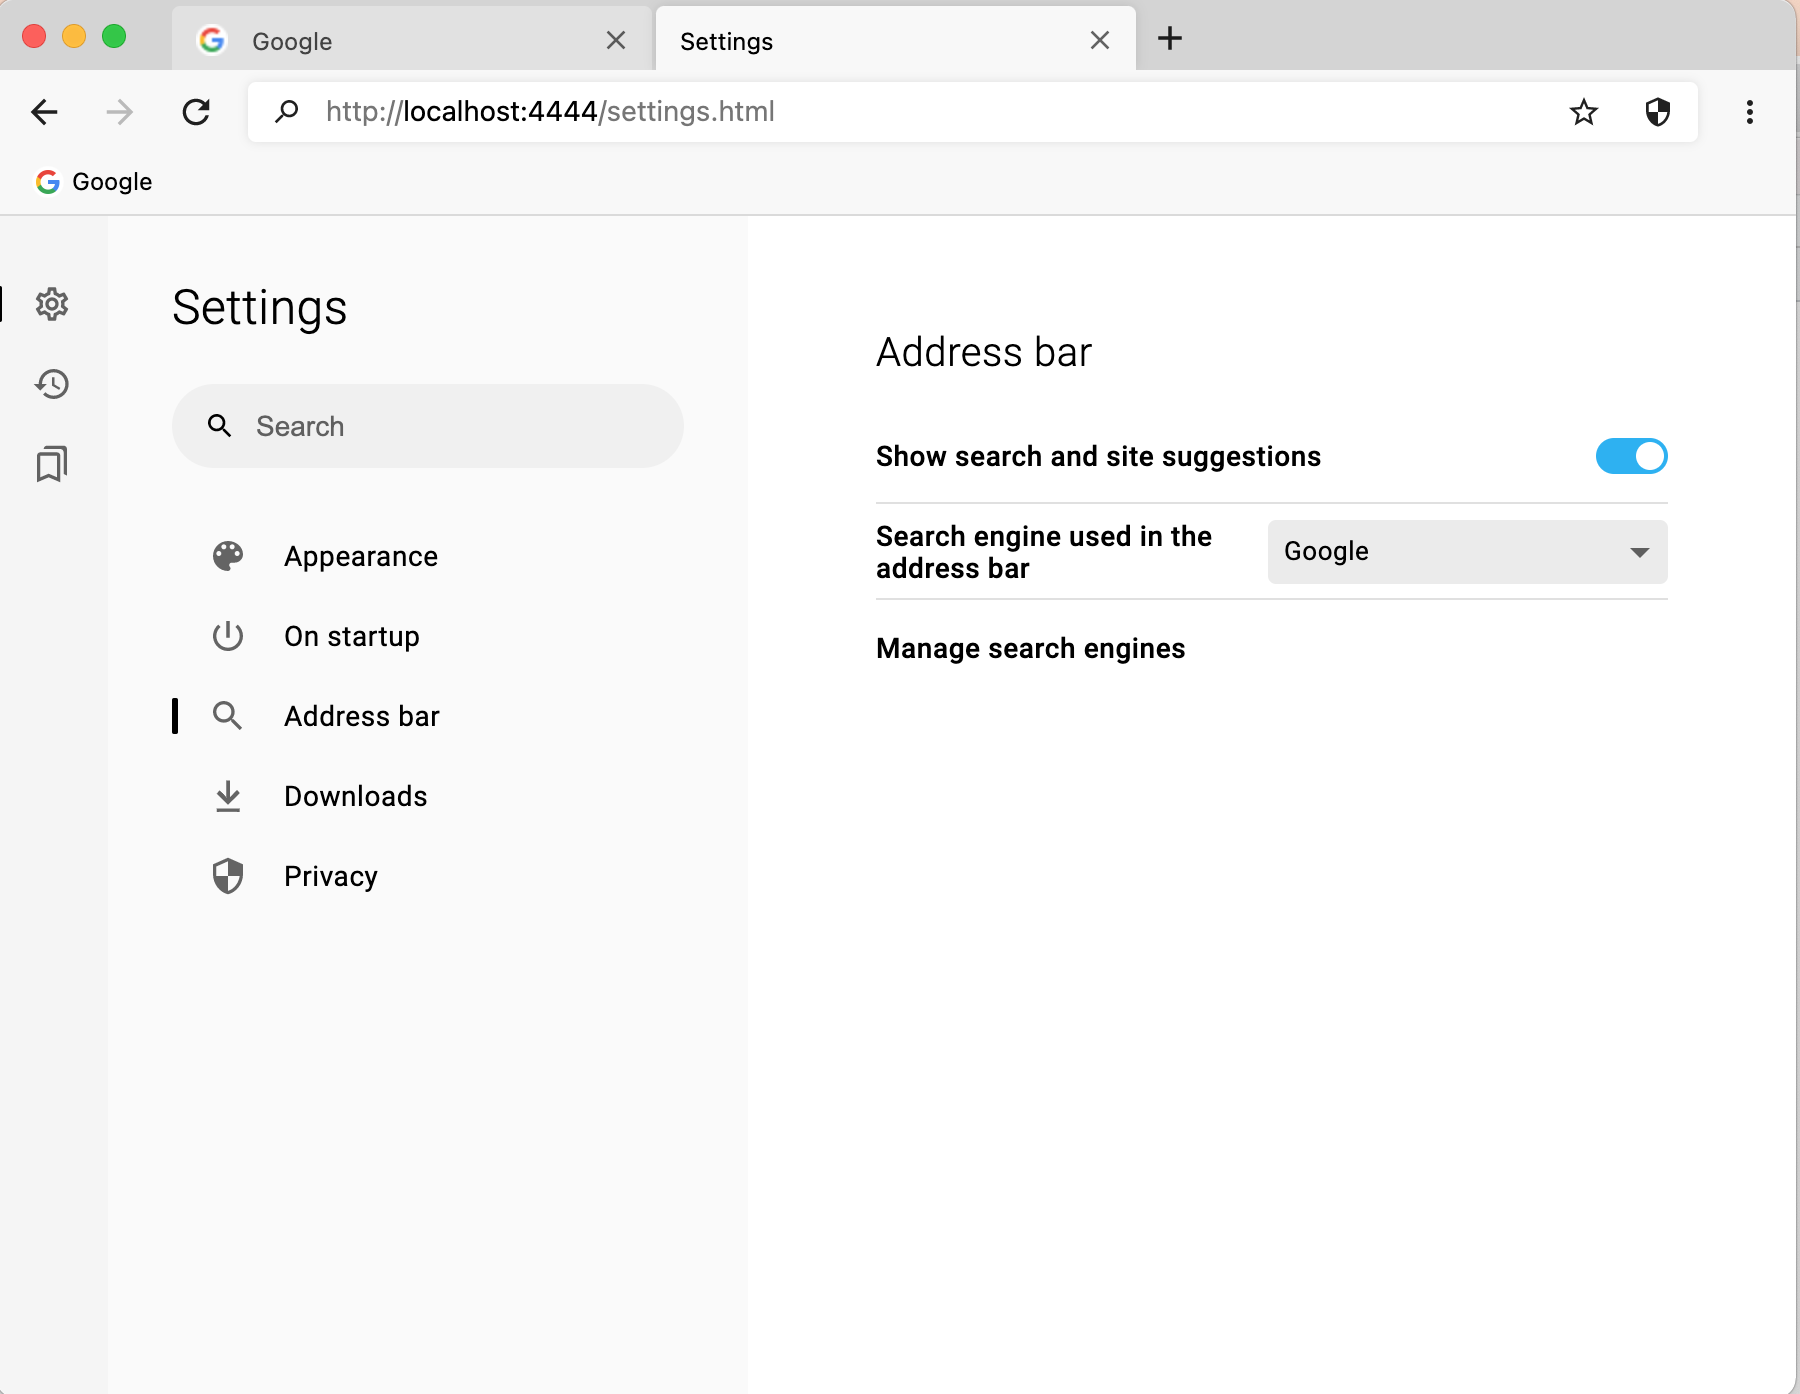 Google
Settings
http://localhost:4444/settings.html
Google
Settings
Search
Appearance
On startup
Address bar
Downloads
Privacy
Address bar
Show search and site suggestions
Search engine used in the
address bar
Google
Manage search engines